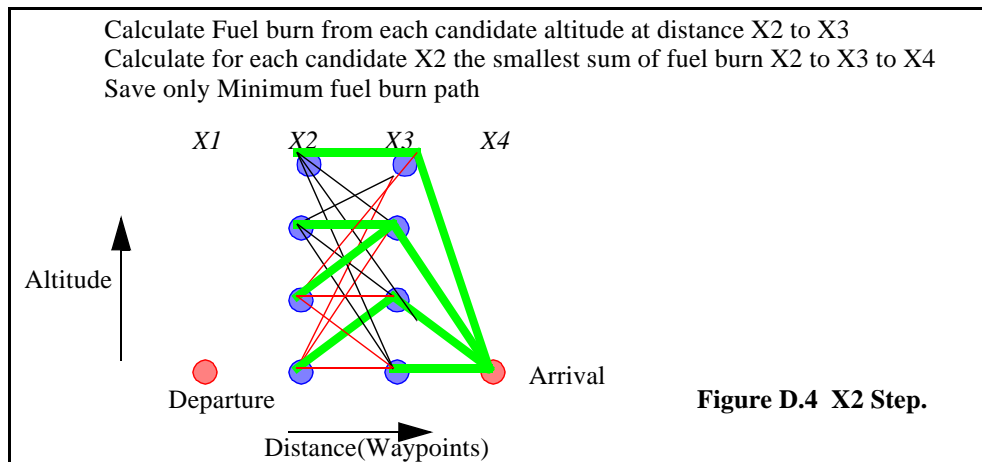 Calculate Fuel burn from each candidate altitude at distance X2 to X3
Calculate for each candidate X2 the smallest sum of fuel burn X2 to X3 to X4
Save only Minimum fuel burn path
X1 X2 X3 X4
Altitude
Arrival
Departure
Figure D.4 X2 Step.
Distance(Waypoints)